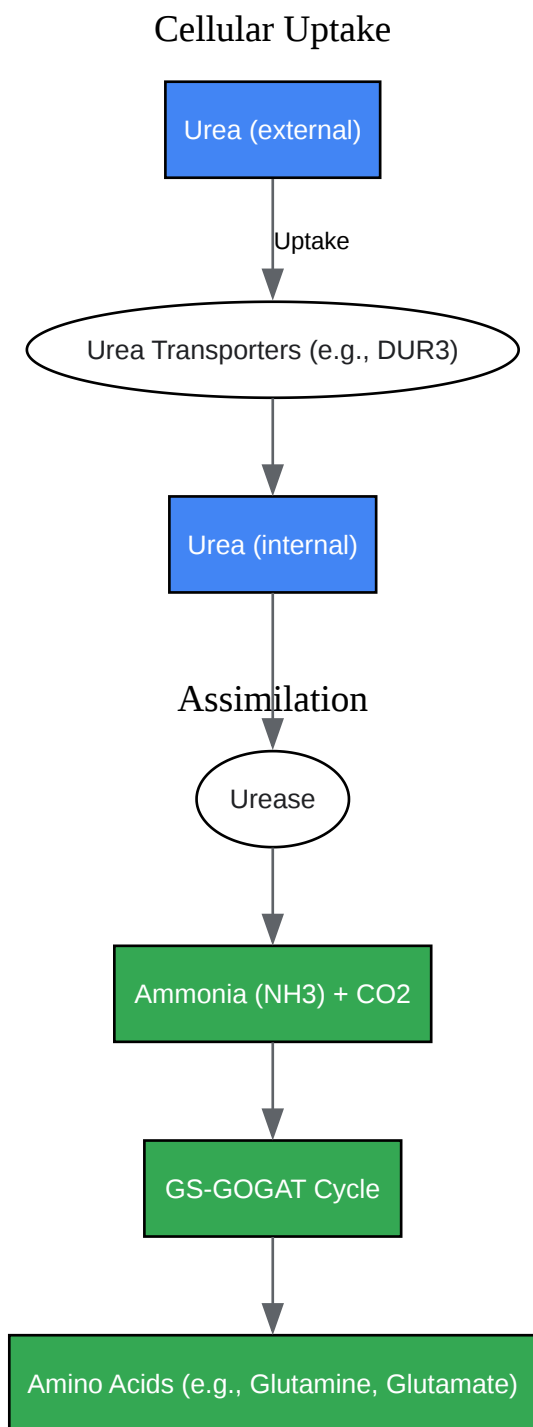 Cellular Uptake
Urea (external)
Uptake
Urea Transporters (e.g., DUR3)
Urea (internal)
Assimilation
Urease
Ammonia (NH3) + CO2
GS-GOGAT Cycle
Amino Acids (e.g., Glutamine, Glutamate)